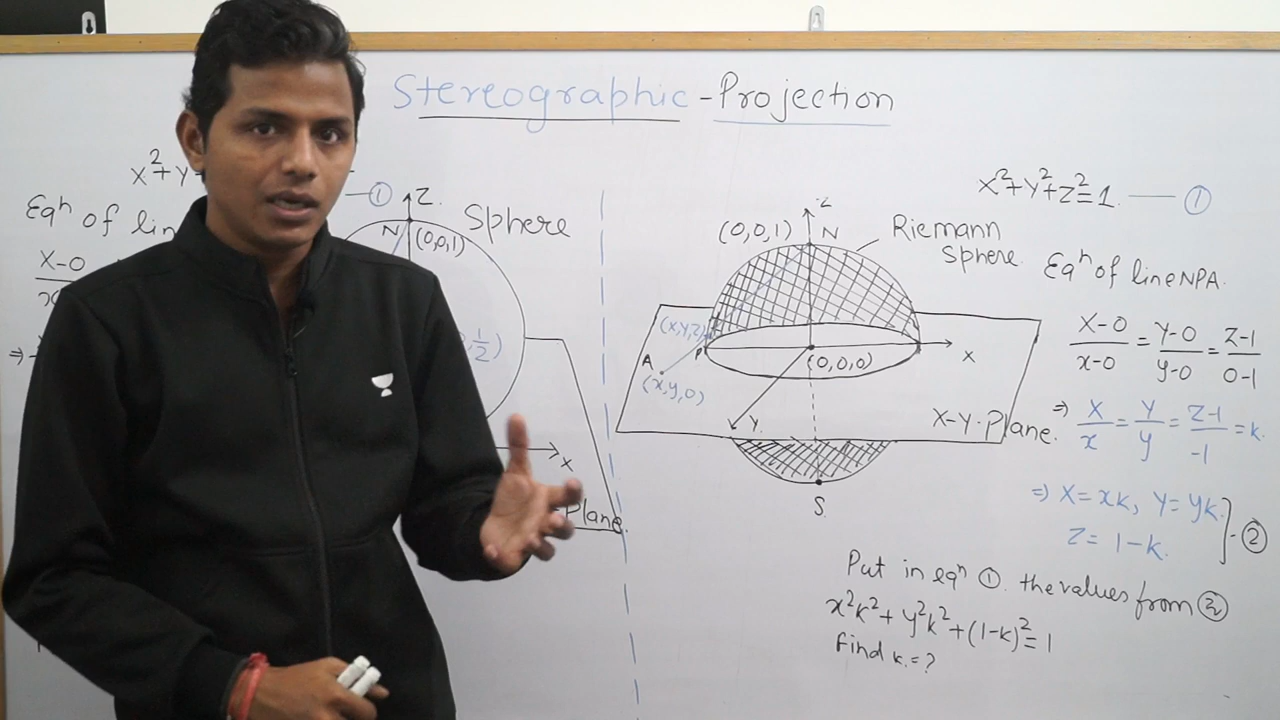 Stereographic - Projection
x²+y
①
Eqⁿ of lin
X-0
⇒
Z
N
(0,0,1)
Sphere
½)
X
Plane
X²+Y²+Z²=1 ①
(0,0,1)
Z
N
Riemann
Sphere
(X,Y,Z)
P
A
(x,y,0)
(0,0,0)
X
Y
X-Y-Plane
S
Eqⁿ of line NPA.
X-0/x-0 = Y-0/y-0 = Z-1/0-1
⇒ X/x = Y/y = Z-1/-1 = k
⇒ X=xk, Y=yk
Z=1-k
②
Put in eqⁿ ①. the values from ②
x²k²+y²k²+(1-k)²=1
find k=?